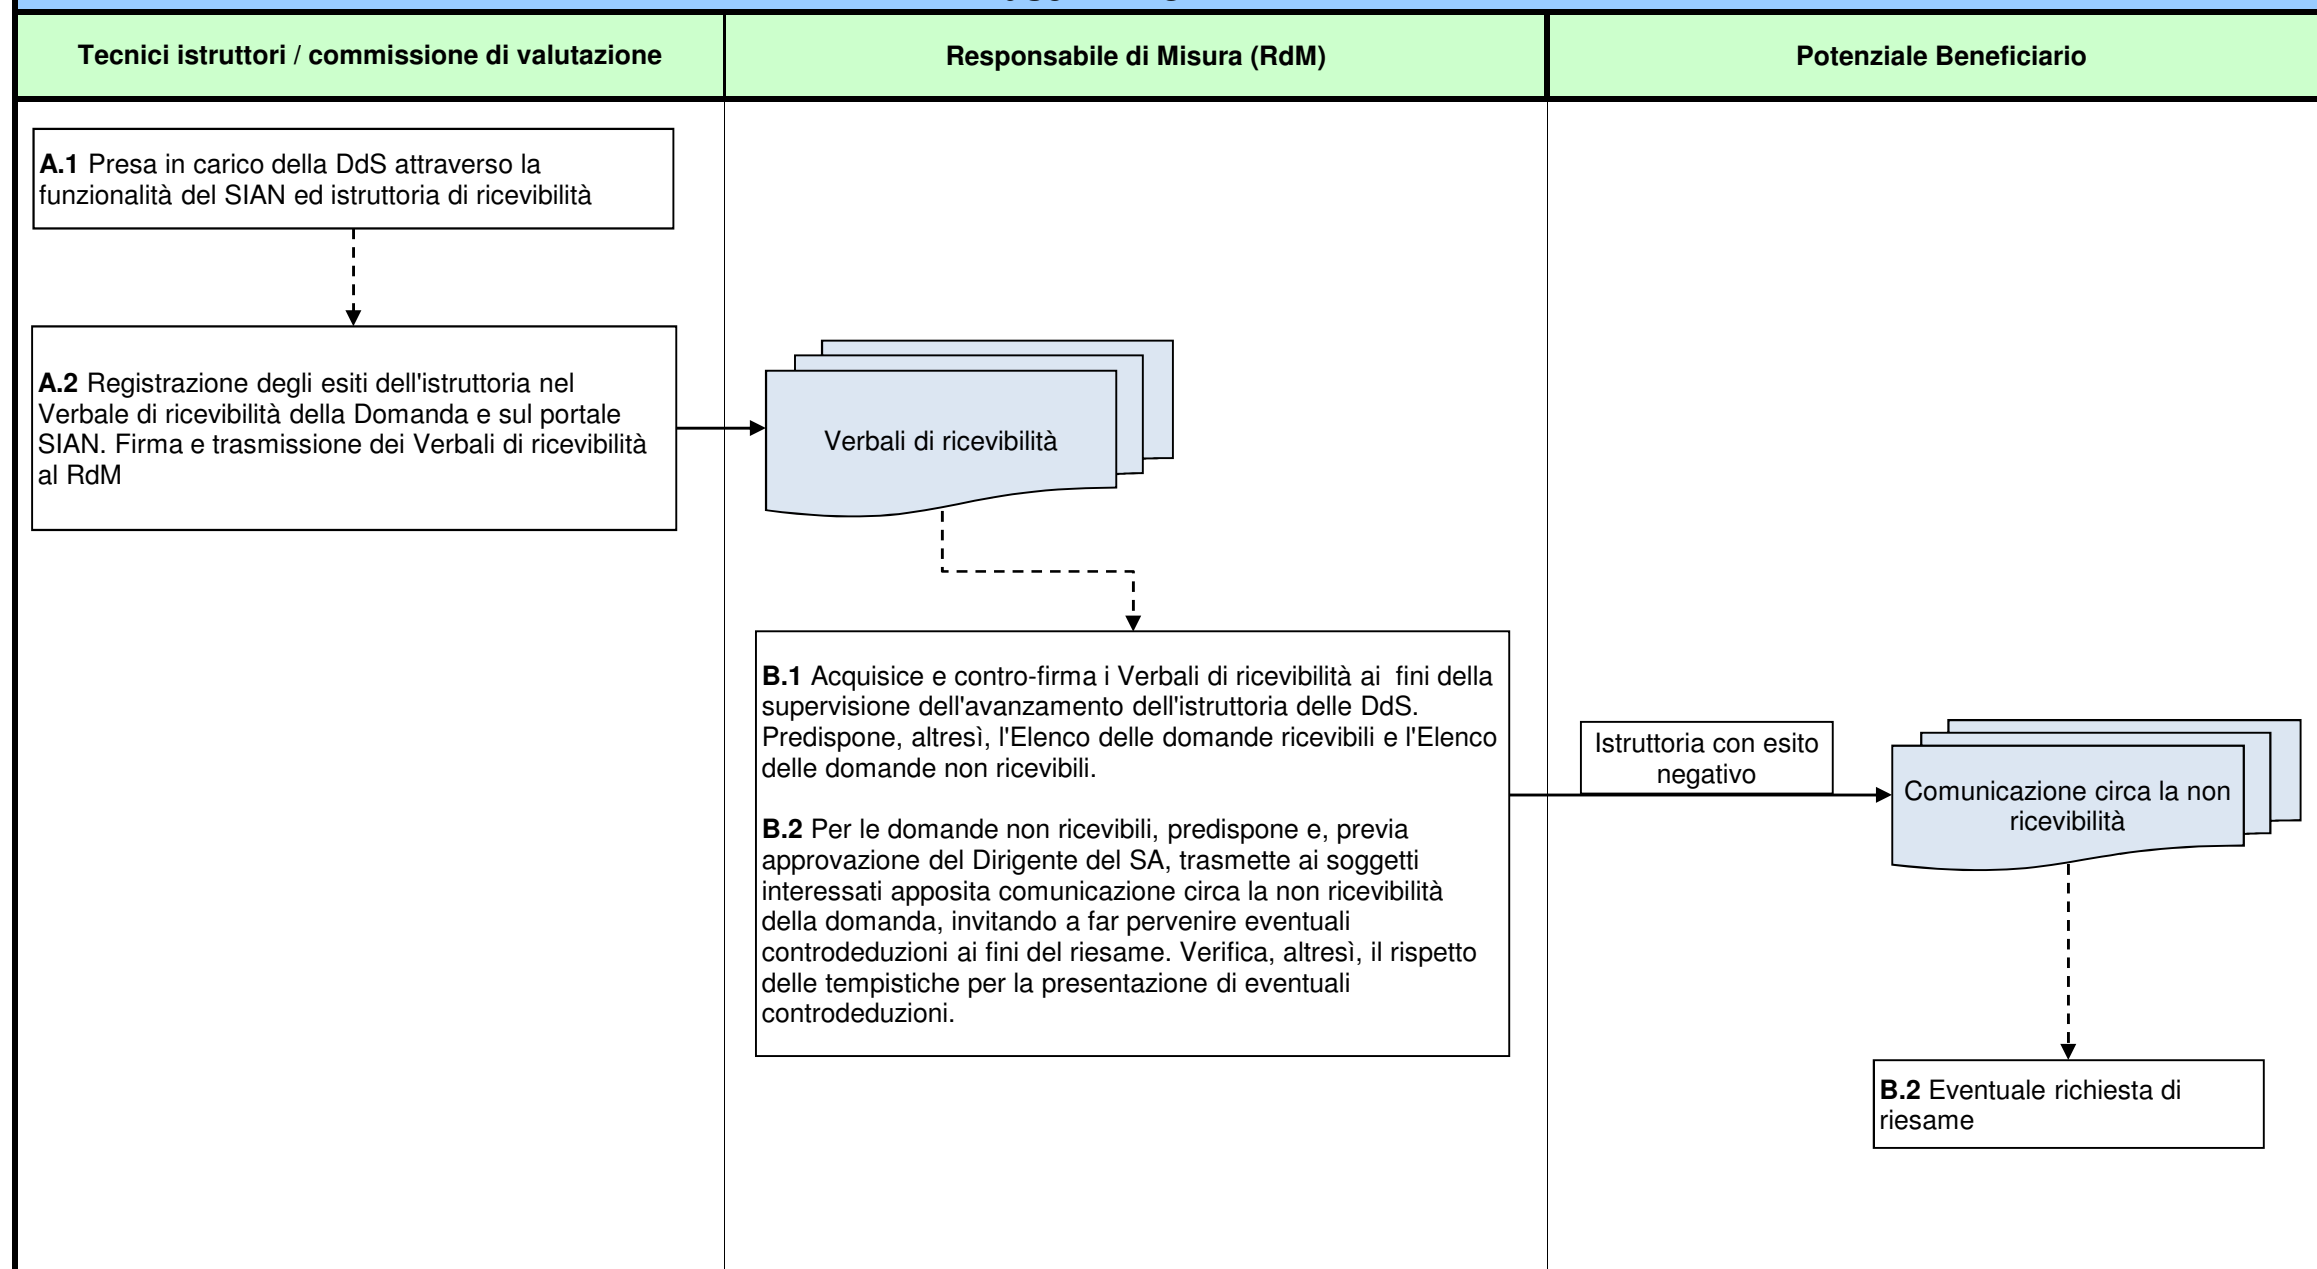 Tecnici istruttori / commissione di valutazione
Responsabile di Misura (RdM)
Potenziale Beneficiario
A.1 Presa in carico della DdS attraverso la
funzionalità del SIAN ed istruttoria di ricevibilità
A.2 Registrazione degli esiti dell'istruttoria nel
Verbale di ricevibilità della Domanda e sul portale
SIAN. Firma e trasmissione dei Verbali di ricevibilità
al RdM
Verbali di ricevibilità
B.1 Acquisice e contro-firma i Verbali di ricevibilità ai  fini della
supervisione dell'avanzamento dell'istruttoria delle DdS.
Predispone, altresì, l'Elenco delle domande ricevibili e l'Elenco
delle domande non ricevibili.
B.2 Per le domande non ricevibili, predispone e, previa
approvazione del Dirigente del SA, trasmette ai soggetti
interessati apposita comunicazione circa la non ricevibilità
della domanda, invitando a far pervenire eventuali
controdeduzioni ai fini del riesame. Verifica, altresì, il rispetto
delle tempistiche per la presentazione di eventuali
controdeduzioni.
Istruttoria con esito
negativo
Comunicazione circa la non
ricevibilità
B.2 Eventuale richiesta di
riesame